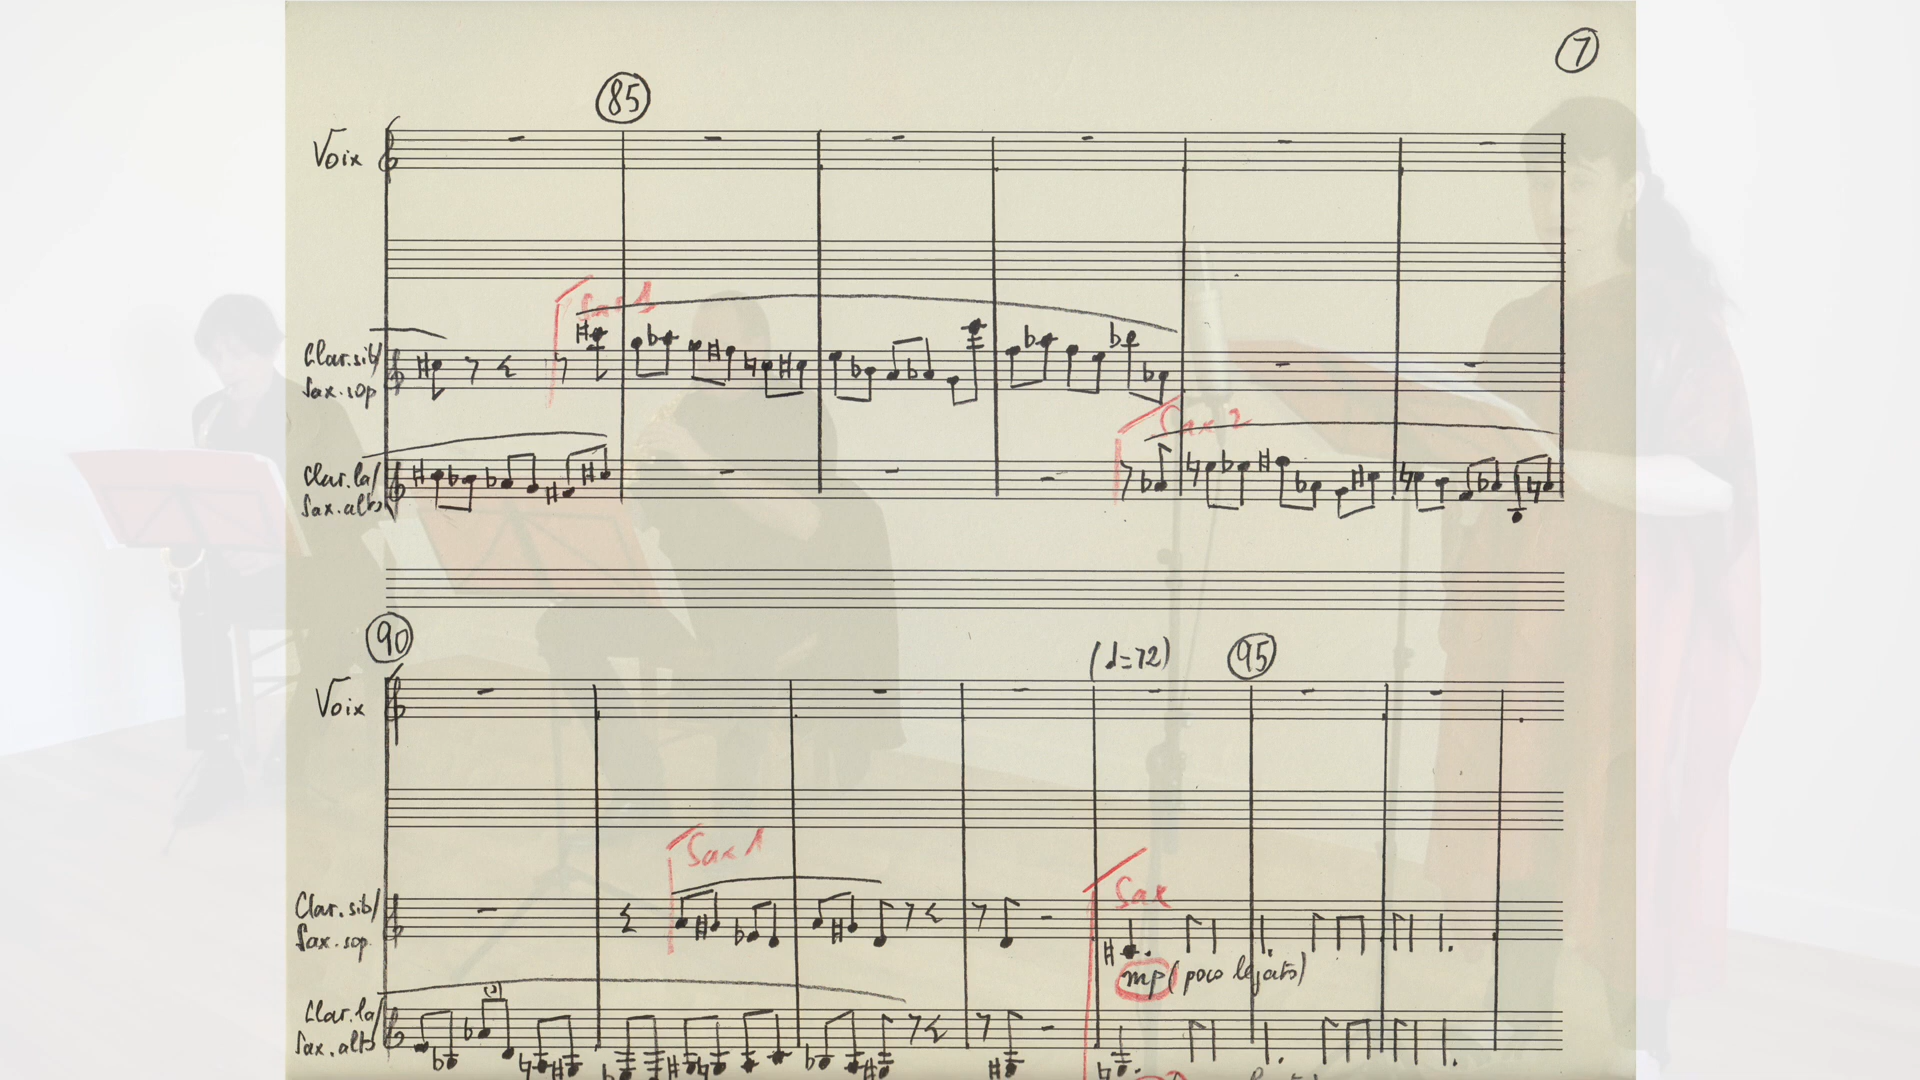 7
85
Voix
Sax 1
Clar.sib/
Sax.sop
Sax 2
Clar.la/
Sax.alto
90
(♩=72)
95
Voix
Sax 1
Sax
Clar.sib/
Sax.sop.
mp (poco legato)
(3)
Clar.la/
Sax.alto